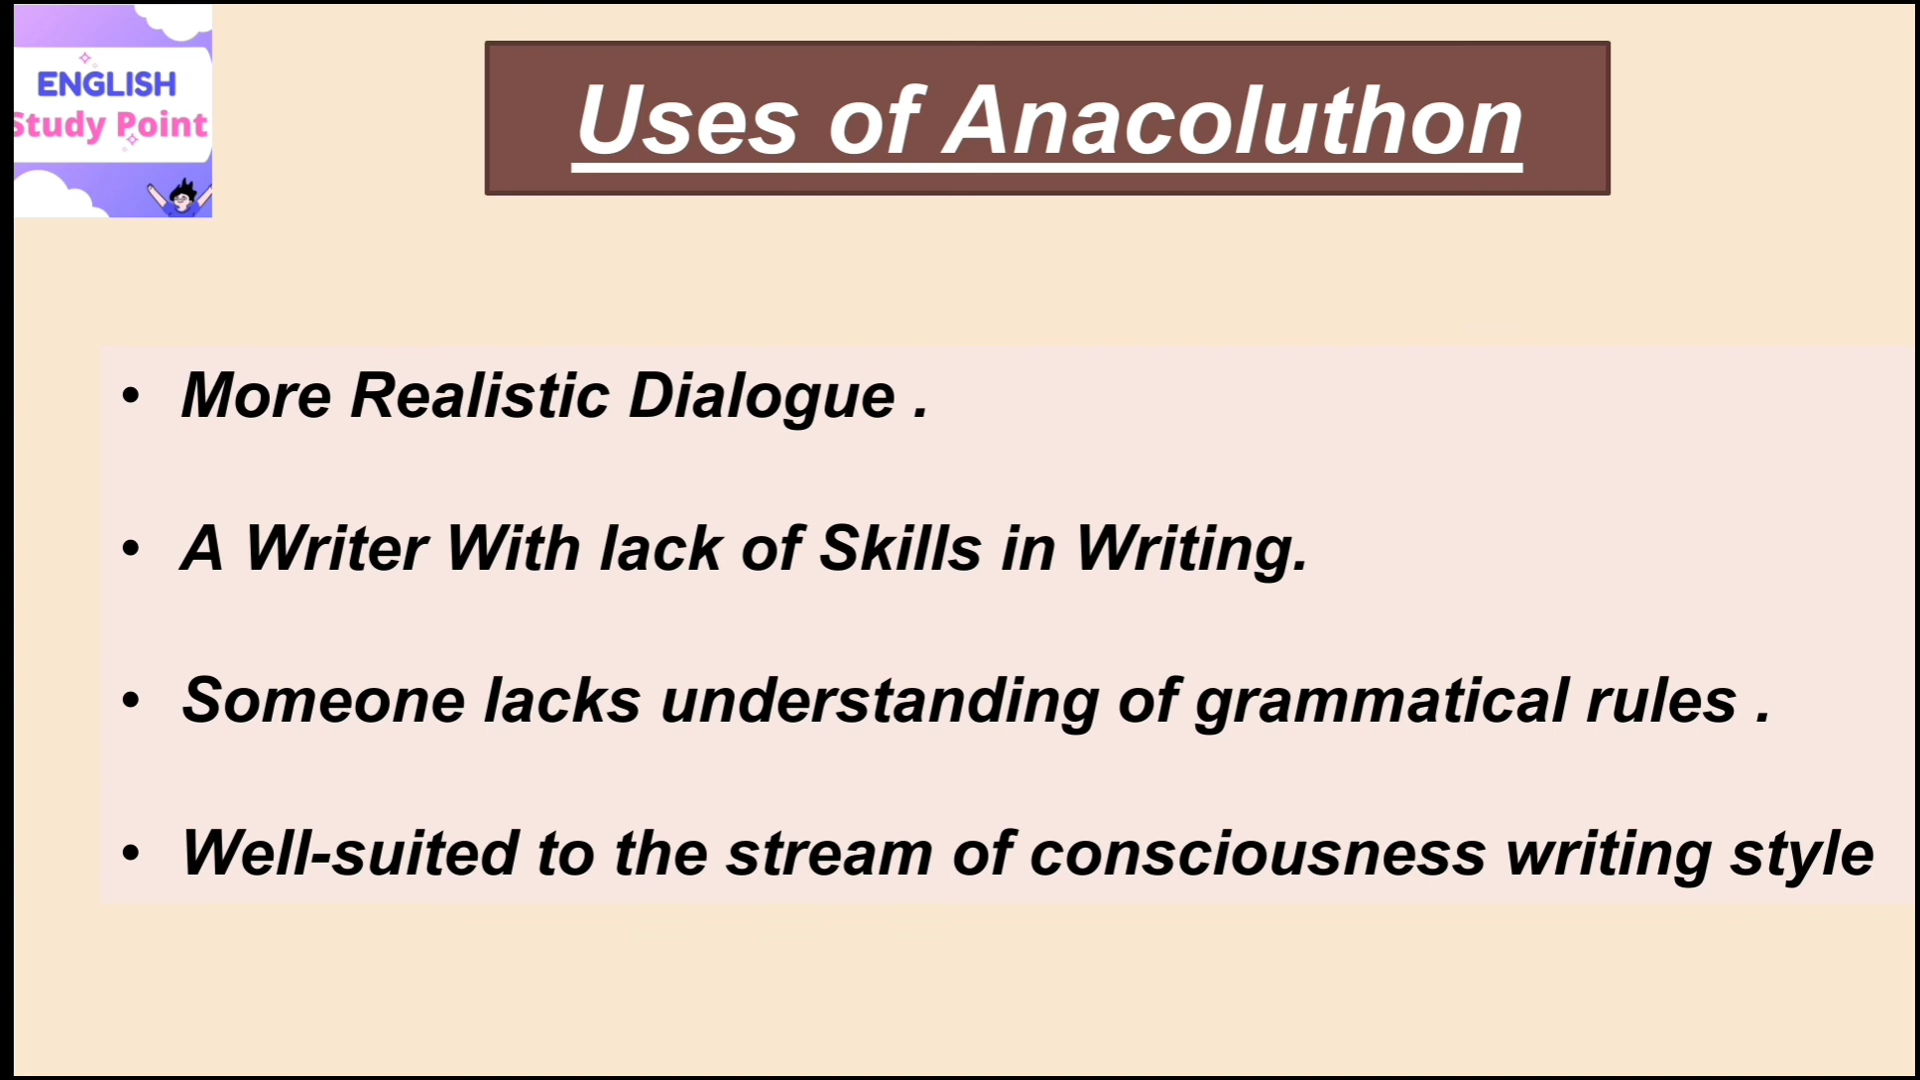 ENGLISH
Study Point
Uses of Anacoluthon
• More Realistic Dialogue .
• A Writer With lack of Skills in Writing.
• Someone lacks understanding of grammatical rules .
• Well-suited to the stream of consciousness writing style